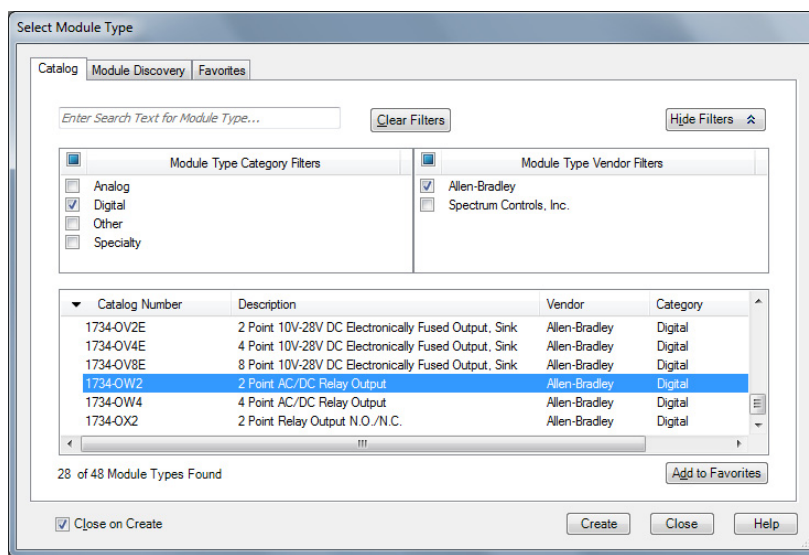 Select Module Type
Catalog Module Discovery Favorites
Enter Search Text for Module Type... Clear Filters Hide Filters
Module Type Category Filters Module Type Vendor Filters
Analog Allen-Bradley
Digital Spectrum Controls, Inc.
Other
Specialty
Catalog Number Description Vendor Category
1734-OV2E 2 Point 10V-28V DC Electronically Fused Output, Sink Allen-Bradley Digital
1734-OV4E 4 Point 10V-28V DC Electronically Fused Output, Sink Allen-Bradley Digital
1734-OV8E 8 Point 10V-28V DC Electronically Fused Output, Sink Allen-Bradley Digital
1734-OW2 2 Point AC/DC Relay Output Allen-Bradley Digital
1734-OW4 4 Point AC/DC Relay Output Allen-Bradley Digital
1734-OX2 2 Point Relay Output N.O./N.C. Allen-Bradley Digital
28 of 48 Module Types Found Add to Favorites
Close on Create Create Close Help